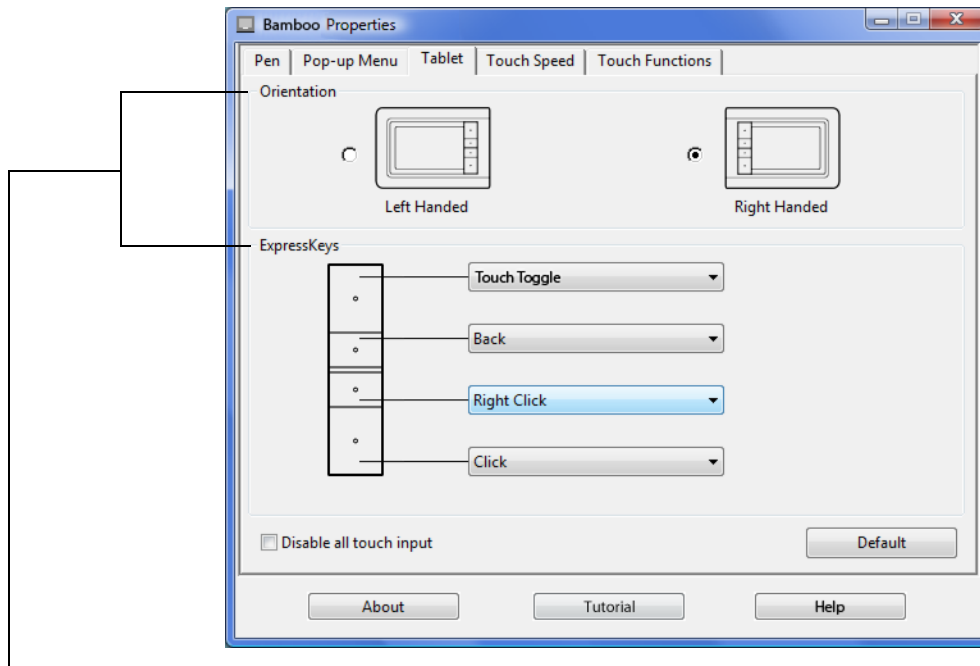 Bamboo Properties
Pen Pop-up Menu Tablet Touch Speed Touch Functions
Orientation
Left Handed Right Handed
ExpressKeys
Touch Toggle
Back
Right Click
Click
Disable all touch input Default
About Tutorial Help